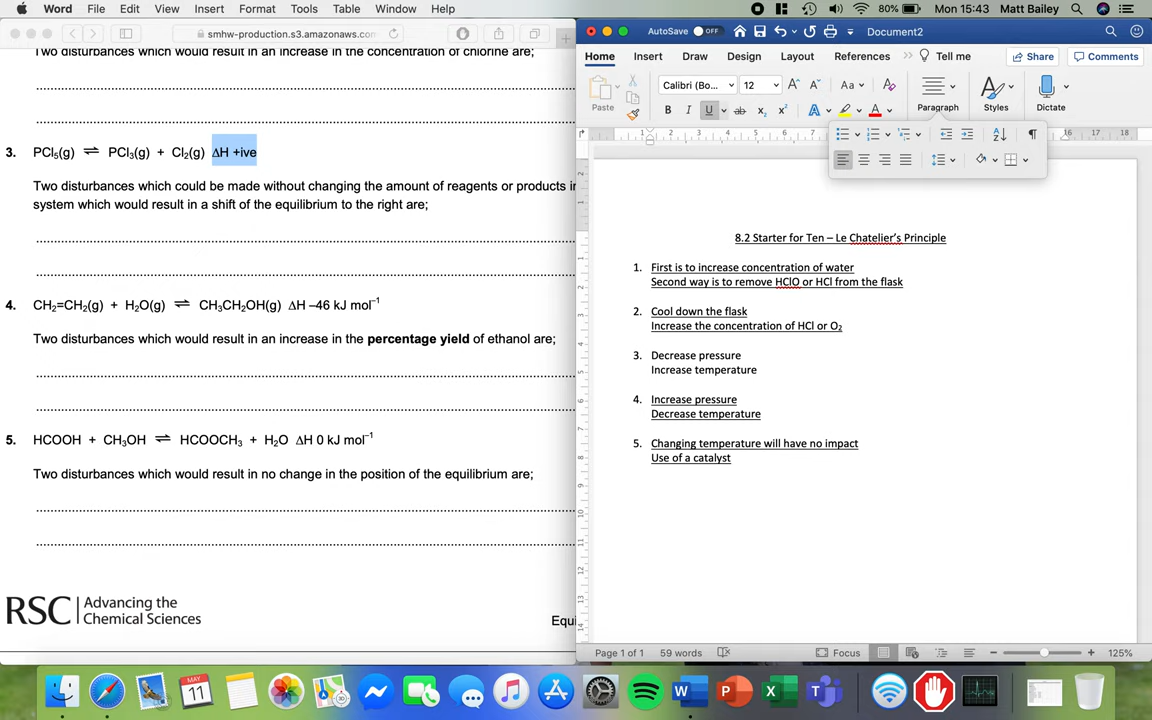 Word File Edit View Insert Format Tools Table Window Help 80% Mon 15:43 Matt Bailey
smhw-production.s3.amazonaws.com
AutoSave OFF Document2
Home Insert Draw Design Layout References Tell me Share Comments
Paste Calibri (Bo... 12 Paragraph Styles Dictate
Two disturbances which would result in an increase in the concentration of chlorine are;
3. PCl₅(g) ⇌ PCl₃(g) + Cl₂(g) ΔH +ive
Two disturbances which could be made without changing the amount of reagents or products in
system which would result in a shift of the equilibrium to the right are;
4. CH₂=CH₂(g) + H₂O(g) ⇌ CH₃CH₂OH(g) ΔH –46 kJ mol⁻¹
Two disturbances which would result in an increase in the percentage yield of ethanol are;
5. HCOOH + CH₃OH ⇌ HCOOCH₃ + H₂O ΔH 0 kJ mol⁻¹
Two disturbances which would result in no change in the position of the equilibrium are;
RSC Advancing the
Chemical Sciences
Equi
8.2 Starter for Ten – Le Chatelier's Principle
1. First is to increase concentration of water
Second way is to remove HClO or HCl from the flask
2. Cool down the flask
Increase the concentration of HCl or O₂
3. Decrease pressure
Increase temperature
4. Increase pressure
Decrease temperature
5. Changing temperature will have no impact
Use of a catalyst
Page 1 of 1 59 words Focus 125%
MAY
11